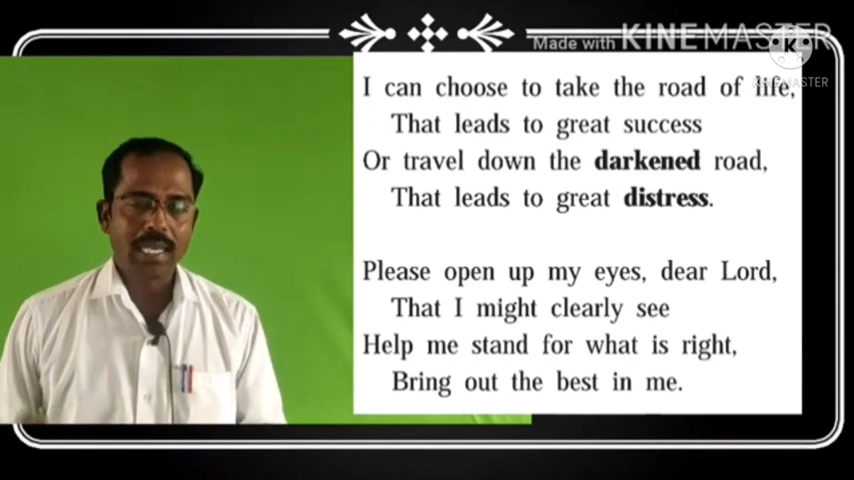 Made with KINEMASTER
KINEMASTER
I can choose to take the road of life,
That leads to great success
Or travel down the darkened road,
That leads to great distress.
Please open up my eyes, dear Lord,
That I might clearly see
Help me stand for what is right,
Bring out the best in me.